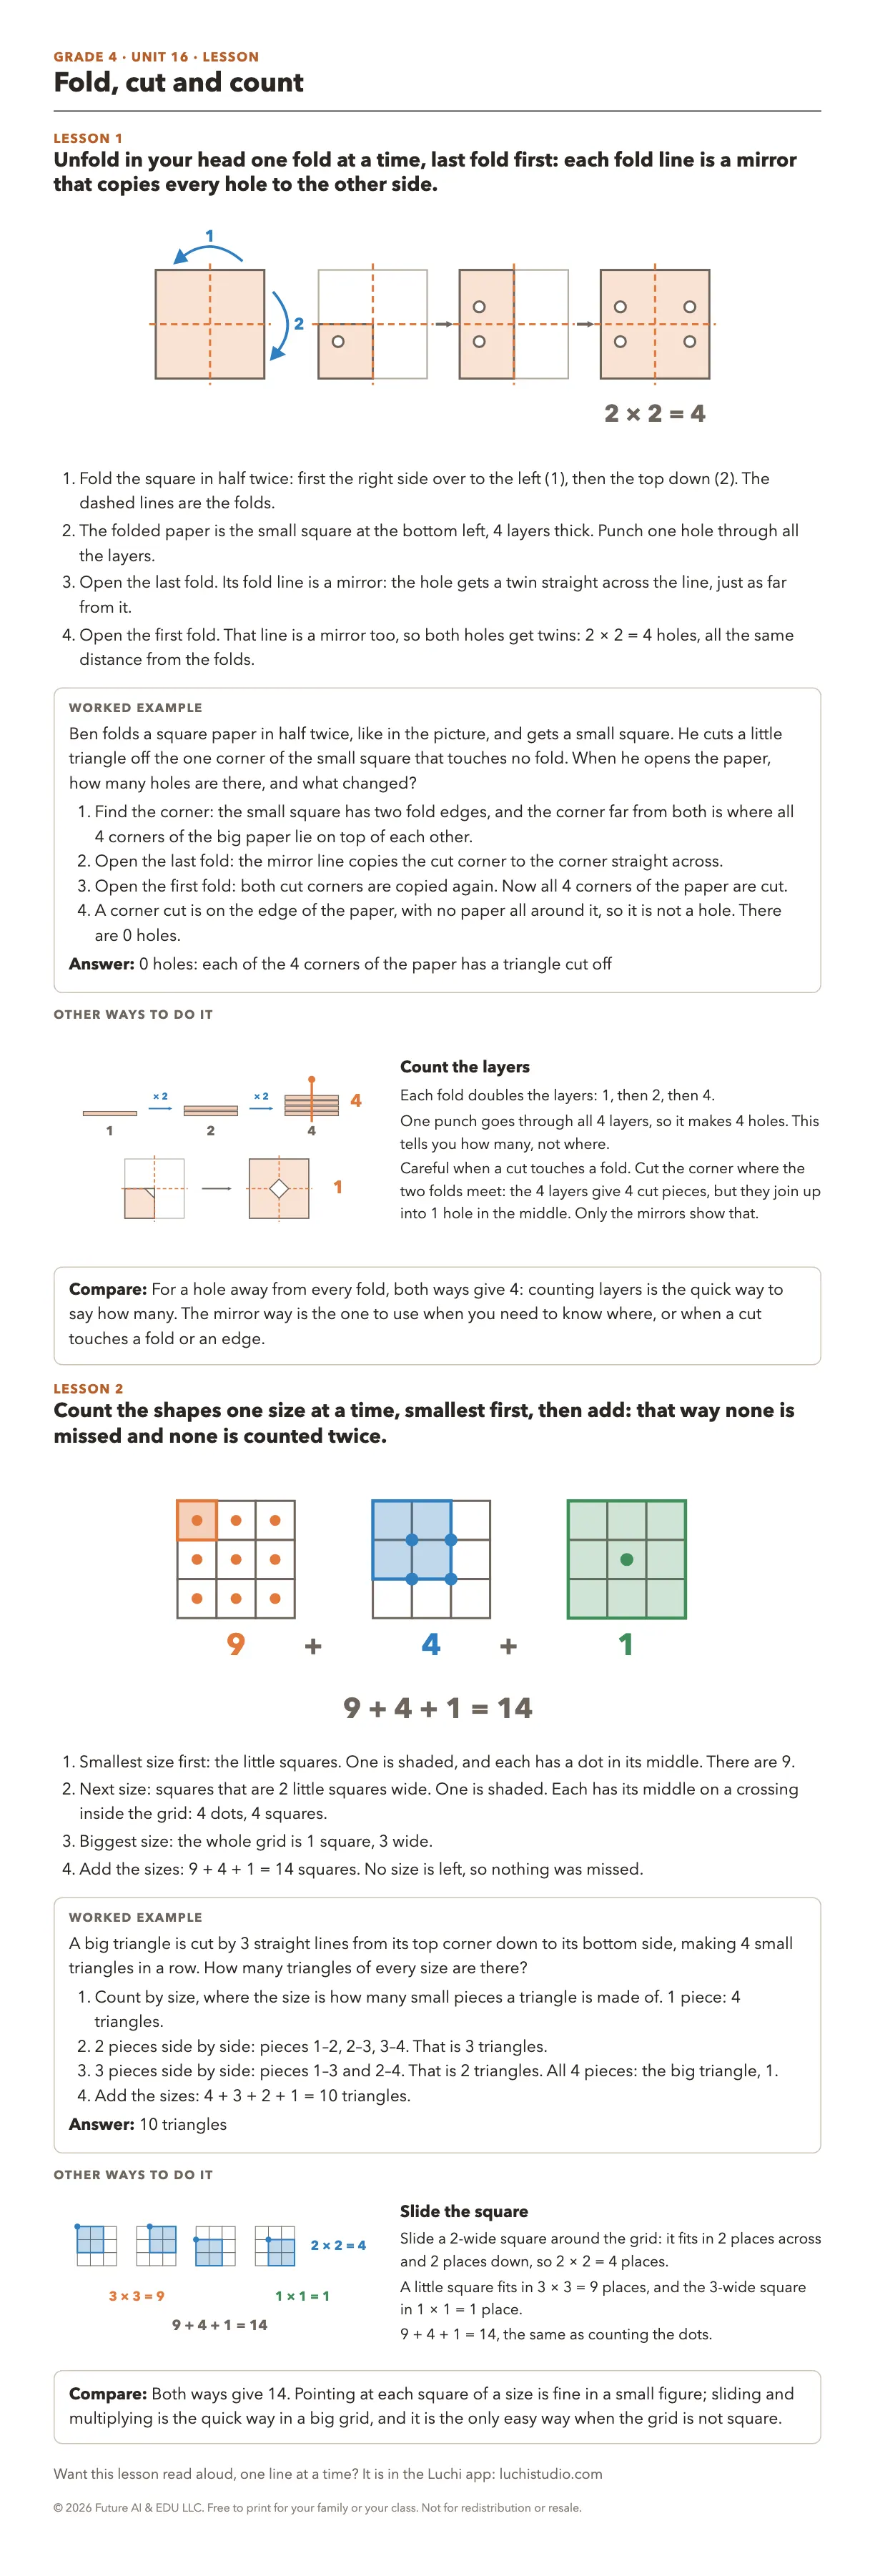 GRADE 4 · UNIT 16 · LESSON
Fold, cut and count
LESSON 1
Unfold in your head one fold at a time, last fold first: each fold line is a mirror
that copies every hole to the other side.
1
2
2 × 2 = 4
1. Fold the square in half twice: first the right side over to the left (1), then the top down (2). The
dashed lines are the folds.
2. The folded paper is the small square at the bottom left, 4 layers thick. Punch one hole through all
the layers.
3. Open the last fold. Its fold line is a mirror: the hole gets a twin straight across the line, just as far
from it.
4. Open the first fold. That line is a mirror too, so both holes get twins: 2 × 2 = 4 holes, all the same
distance from the folds.
WORKED EXAMPLE
Ben folds a square paper in half twice, like in the picture, and gets a small square. He cuts a little
triangle off the one corner of the small square that touches no fold. When he opens the paper,
how many holes are there, and what changed?
1. Find the corner: the small square has two fold edges, and the corner far from both is where all
4 corners of the big paper lie on top of each other.
2. Open the last fold: the mirror line copies the cut corner to the corner straight across.
3. Open the first fold: both cut corners are copied again. Now all 4 corners of the paper are cut.
4. A corner cut is on the edge of the paper, with no paper all around it, so it is not a hole. There
are 0 holes.
Answer: 0 holes: each of the 4 corners of the paper has a triangle cut off
OTHER WAYS TO DO IT
× 2
× 2
4
1
2
4
1
Count the layers
Each fold doubles the layers: 1, then 2, then 4.
One punch goes through all 4 layers, so it makes 4 holes. This
tells you how many, not where.
Careful when a cut touches a fold. Cut the corner where the
two folds meet: the 4 layers give 4 cut pieces, but they join up
into 1 hole in the middle. Only the mirrors show that.
Compare: For a hole away from every fold, both ways give 4: counting layers is the quick way to
say how many. The mirror way is the one to use when you need to know where, or when a cut
touches a fold or an edge.
LESSON 2
Count the shapes one size at a time, smallest first, then add: that way none is
missed and none is counted twice.
9 + 4 + 1
9 + 4 + 1 = 14
1. Smallest size first: the little squares. One is shaded, and each has a dot in its middle. There are 9.
2. Next size: squares that are 2 little squares wide. One is shaded. Each has its middle on a crossing
inside the grid: 4 dots, 4 squares.
3. Biggest size: the whole grid is 1 square, 3 wide.
4. Add the sizes: 9 + 4 + 1 = 14 squares. No size is left, so nothing was missed.
WORKED EXAMPLE
A big triangle is cut by 3 straight lines from its top corner down to its bottom side, making 4 small
triangles in a row. How many triangles of every size are there?
1. Count by size, where the size is how many small pieces a triangle is made of. 1 piece: 4
triangles.
2. 2 pieces side by side: pieces 1–2, 2–3, 3–4. That is 3 triangles.
3. 3 pieces side by side: pieces 1–3 and 2–4. That is 2 triangles. All 4 pieces: the big triangle, 1.
4. Add the sizes: 4 + 3 + 2 + 1 = 10 triangles.
Answer: 10 triangles
OTHER WAYS TO DO IT
2 × 2 = 4
3 × 3 = 9
1 × 1 = 1
9 + 4 + 1 = 14
Slide the square
Slide a 2-wide square around the grid: it fits in 2 places across
and 2 places down, so 2 × 2 = 4 places.
A little square fits in 3 × 3 = 9 places, and the 3-wide square
in 1 × 1 = 1 place.
9 + 4 + 1 = 14, the same as counting the dots.
Compare: Both ways give 14. Pointing at each square of a size is fine in a small figure; sliding and
multiplying is the quick way in a big grid, and it is the only easy way when the grid is not square.
Want this lesson read aloud, one line at a time? It is in the Luchi app: luchistudio.com
© 2026 Future AI & EDU LLC. Free to print for your family or your class. Not for redistribution or resale.